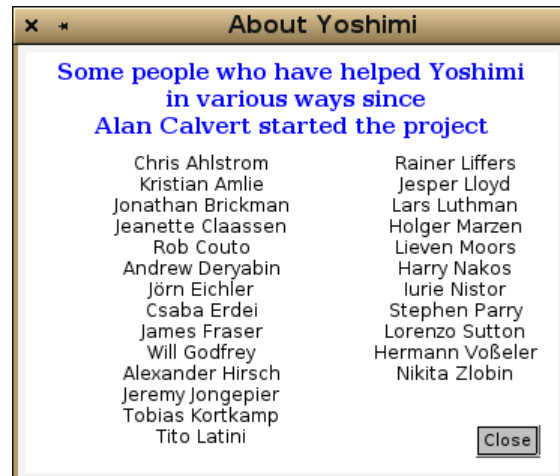 About Yoshimi
Some people who have helped Yoshimi
in various ways since
Alan Calvert started the project
Chris Ahlstrom
Kristian Amlie
Jonathan Brickman
Jeanette Claassen
Rob Couto
Andrew Deryabin
Jörn Eichler
Csaba Erdei
James Fraser
Will Godfrey
Alexander Hirsch
Jeremy Jongepier
Tobias Kortkamp
Tito Latini
Rainer Liffers
Jesper Lloyd
Lars Luthman
Holger Marzen
Lieven Moors
Harry Nakos
Iurie Nistor
Stephen Parry
Lorenzo Sutton
Hermann Voßeler
Nikita Zlobin
Close